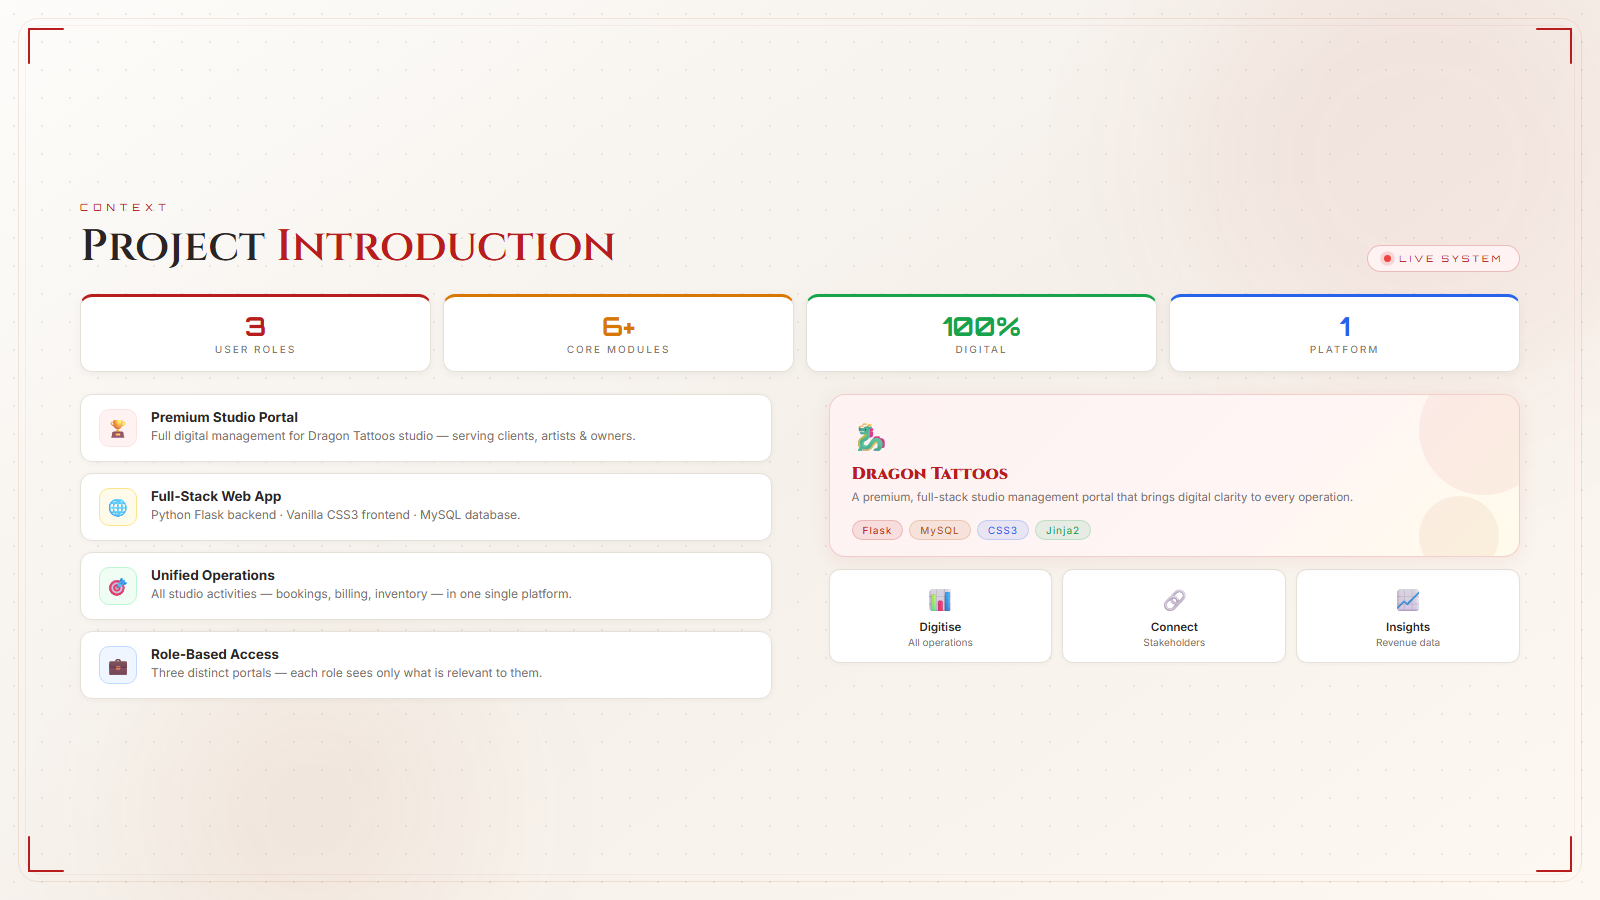 CONTEXT
Project Introduction
LIVE SYSTEM
3
USER ROLES
6+
CORE MODULES
100%
DIGITAL
1
PLATFORM
Premium Studio Portal
Full digital management for Dragon Tattoos studio — serving clients, artists & owners.
Full-Stack Web App
Python Flask backend · Vanilla CSS3 frontend · MySQL database.
Unified Operations
All studio activities — bookings, billing, inventory — in one single platform.
Role-Based Access
Three distinct portals — each role sees only what is relevant to them.
Dragon Tattoos
A premium, full-stack studio management portal that brings digital clarity to every operation.
Flask MySQL CSS3 Jinja2
Digitise
All operations
Connect
Stakeholders
Insights
Revenue data